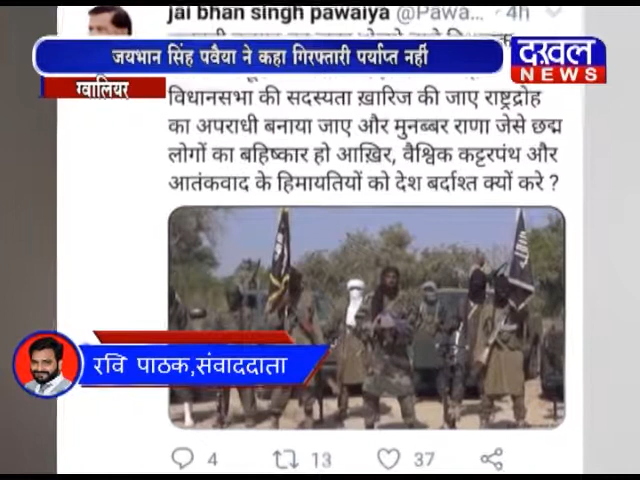 jai bhan singh pawaiya @Pawa... · 4h
जयभान सिंह पवैया ने कहा गिरफ्तारी पर्याप्त नहीं
दख़ल
NEWS
ग्वालियर
विधानसभा की सदस्यता ख़ारिज की जाए राष्ट्रद्रोह
का अपराधी बनाया जाए और मुनब्बर राणा जेसे छद्म
लोगों का बहिष्कार हो आख़िर, वैश्विक कट्टरपंथ और
आतंकवाद के हिमायतियों को देश बर्दाश्त क्यों करे ?
रवि पाठक,संवाददाता
4 13 37